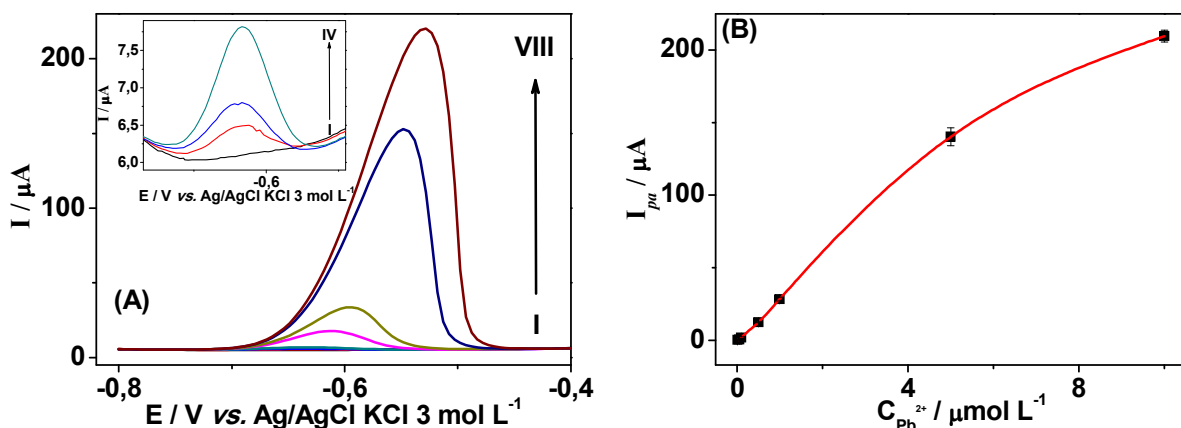 I / μA
200
100
0
-0,8
-0,6
-0,4
E / V vs. Ag/AgCl KCl 3 mol L⁻¹
(A)
VIII
I
I / μA
7,5
7,0
6,5
6,0
IV
I
-0,6
E / V vs. Ag/AgCl KCl 3 mol L⁻¹
(B)
I_pa / μA
200
100
0
0
4
8
C_Pb²⁺ / μmol L⁻¹